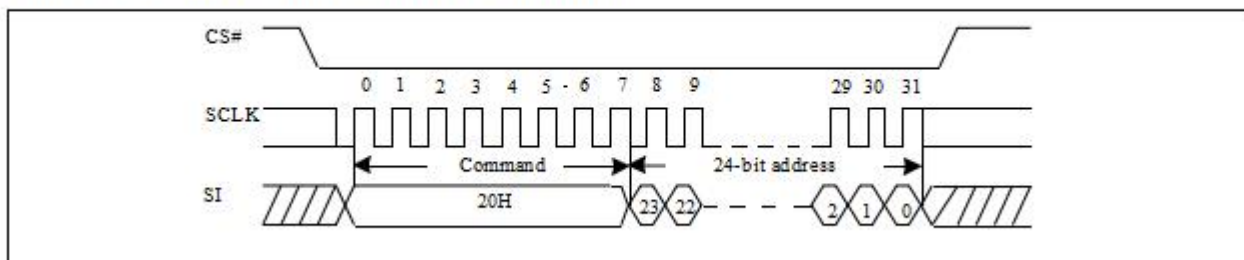 CS#
0 1 2 3 4 5 - 6 7 8 9 29 30 31
SCLK
Command 24-bit address
SI 20H 23 22 2 1 0